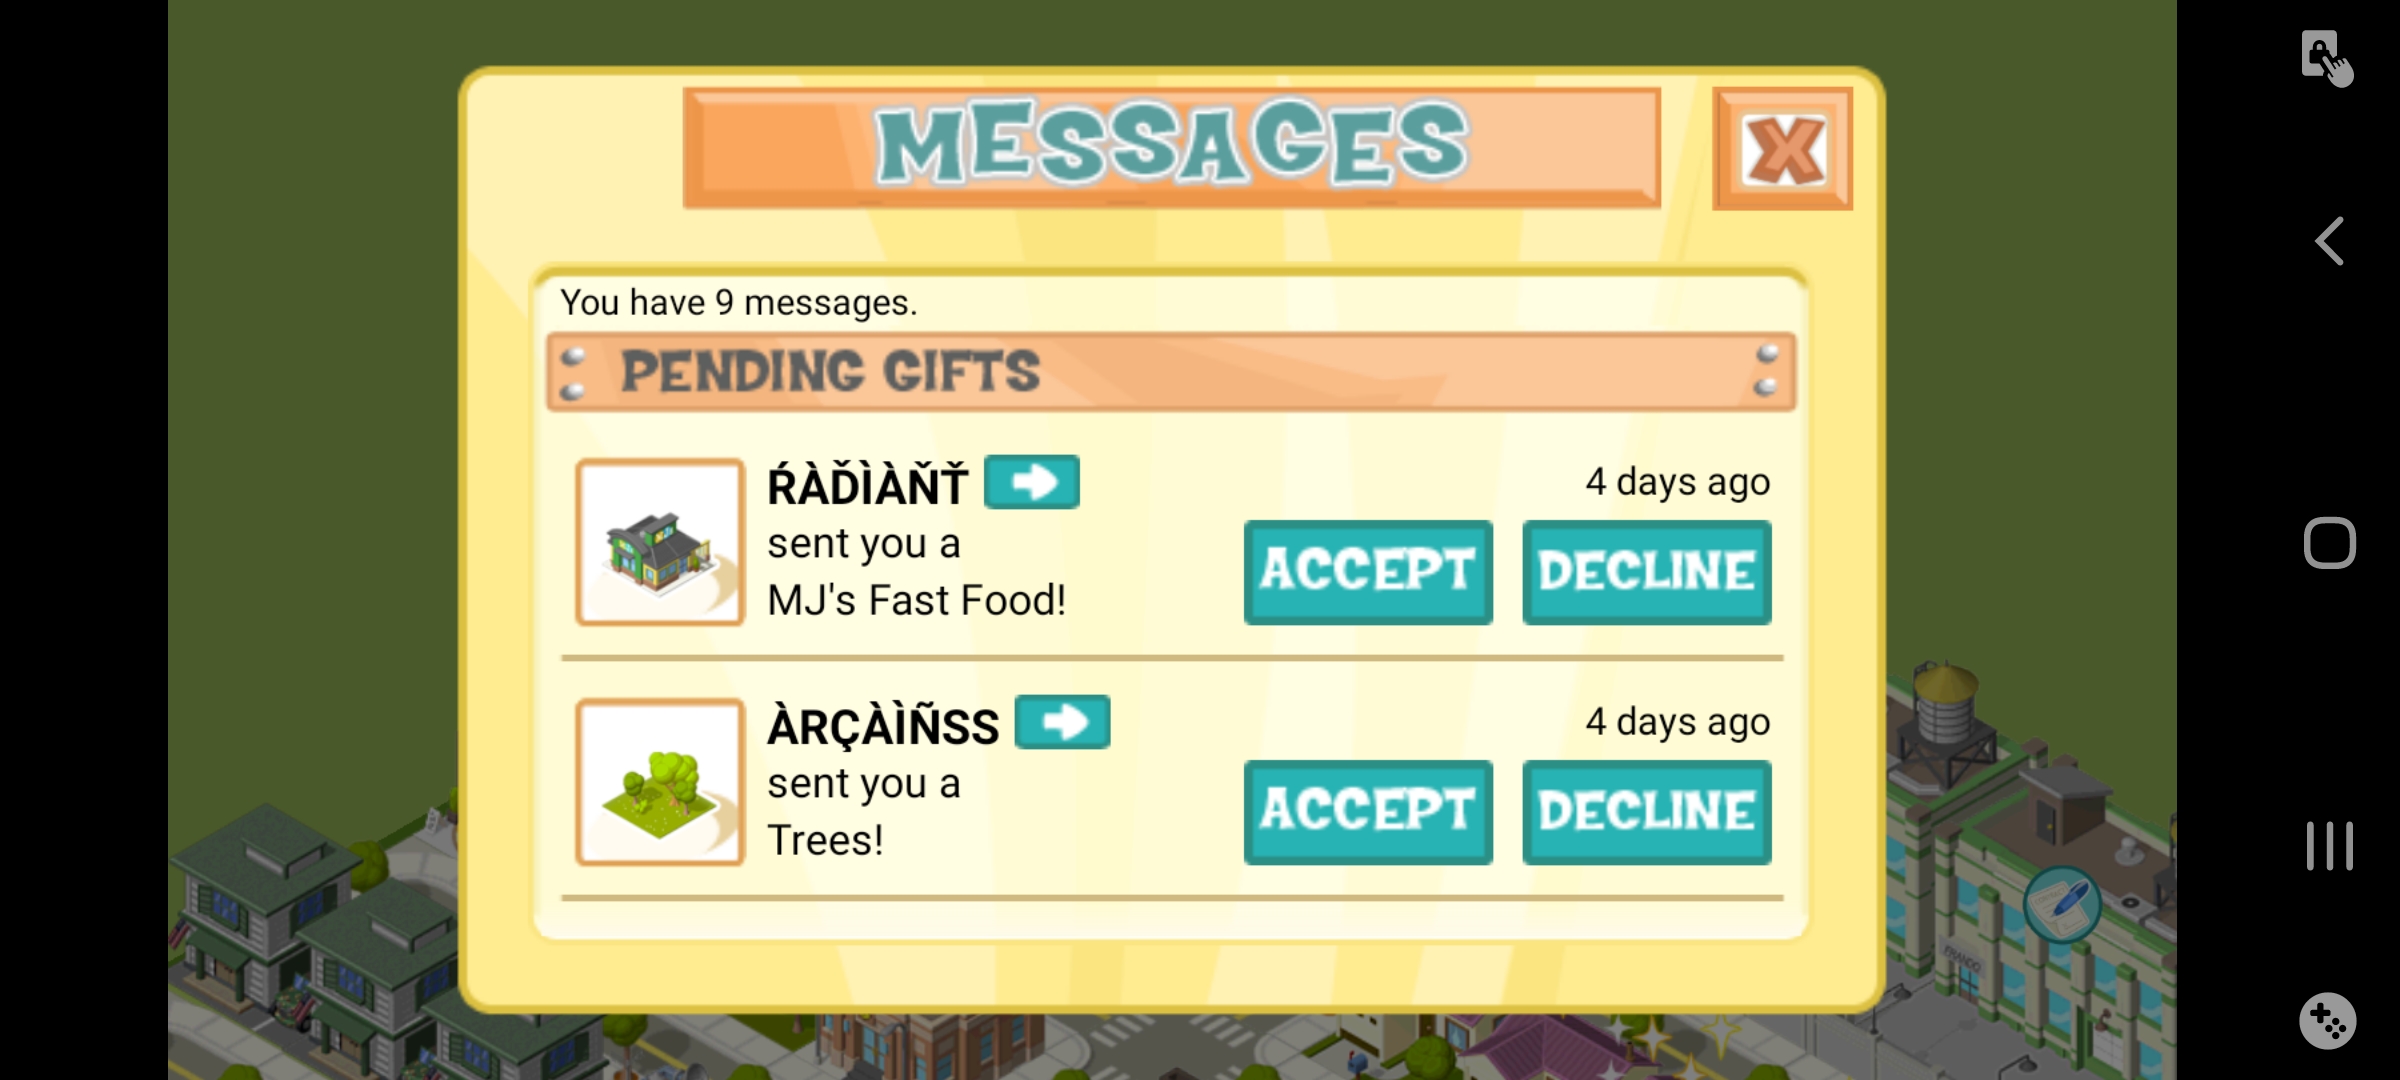 MESSAGES
X
You have 9 messages.
PENDING GIFTS
ŔÀĎÌÀŇŤ
4 days ago
sent you a
MJ's Fast Food!
ACCEPT DECLINE
ÀRÇÀÌÑSS
4 days ago
sent you a
Trees!
ACCEPT DECLINE